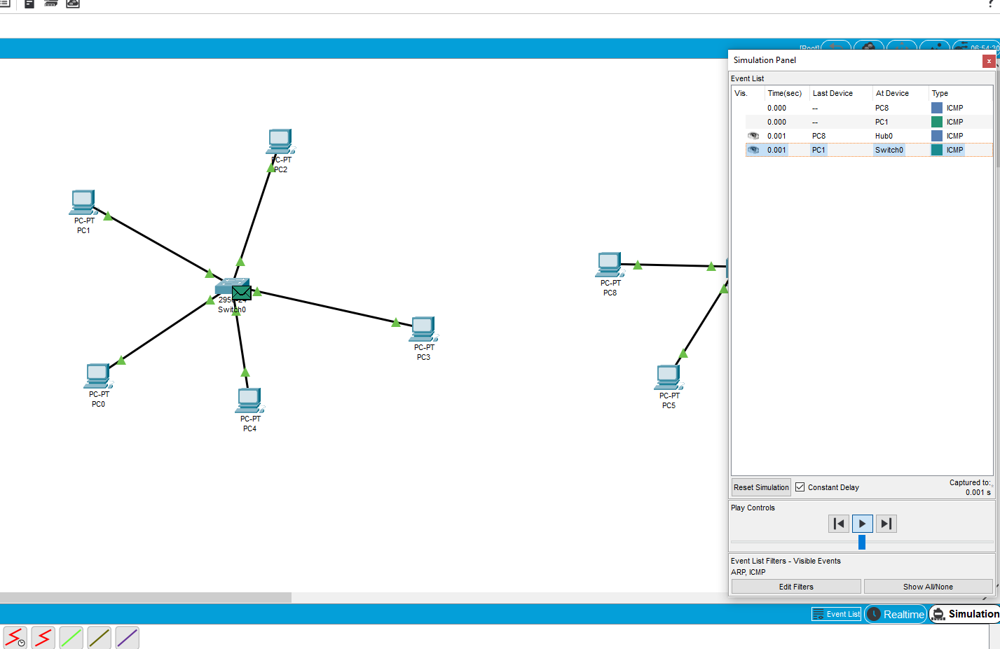 ?
[Root]
06:54:30
Simulation Panel
x
Event List
Vis. Time(sec) Last Device At Device Type
0.000 -- PC8 ICMP
0.000 -- PC1 ICMP
0.001 PC8 Hub0 ICMP
0.001 PC1 Switch0 ICMP
PC-PT
PC2
PC-PT
PC1
PC-PT
PC8
Switch0
PC-PT
PC3
PC-PT
PC0
PC-PT
PC5
PC-PT
PC4
Reset Simulation
Constant Delay
Captured to:
0.001 s
Play Controls
Event List Filters - Visible Events
ARP, ICMP
Edit Filters
Show All/None
Event List
Realtime
Simulation